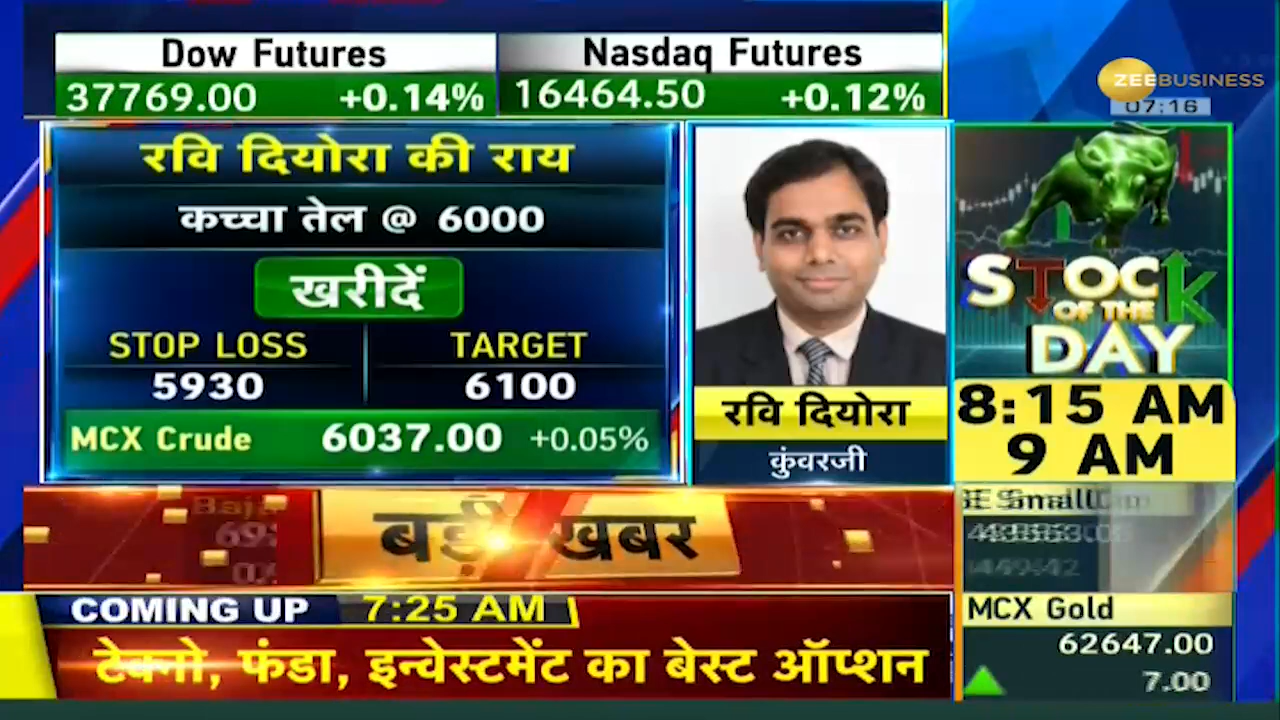 Dow Futures
37769.00 +0.14%
Nasdaq Futures
16464.50 +0.12%
ZEEBUSINESS
07:16
रवि दियोरा की राय
कच्चा तेल @ 6000
खरीदें
STOP LOSS
5930
TARGET
6100
MCX Crude 6037.00 +0.05%
रवि दियोरा
कुंवरजी
STOCK
OF THE
DAY
8:15 AM
9 AM
बड़ी खबर
COMING UP 7:25 AM
टेक्नो, फंडा, इन्वेस्टमेंट का बेस्ट ऑप्शन
MCX Gold
62647.00
7.00